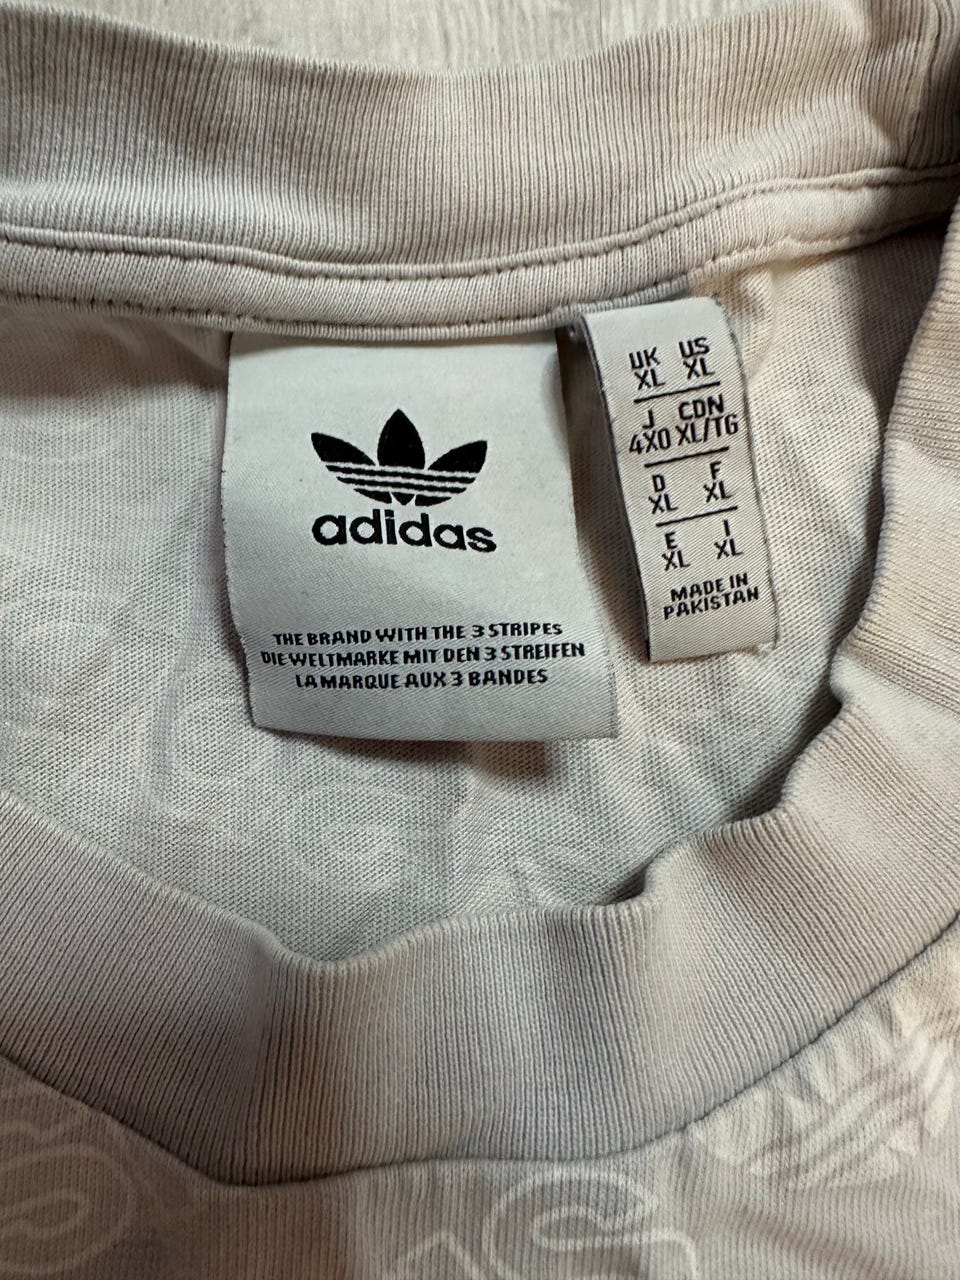 adidas
THE BRAND WITH THE 3 STRIPES
DIE WELTMARKE MIT DEN 3 STREIFEN
LA MARQUE AUX 3 BANDES
UK US
XL XL
J CDN
4XO XL/TG
D F
XL XL
E I
XL XL
MADE IN
PAKISTAN